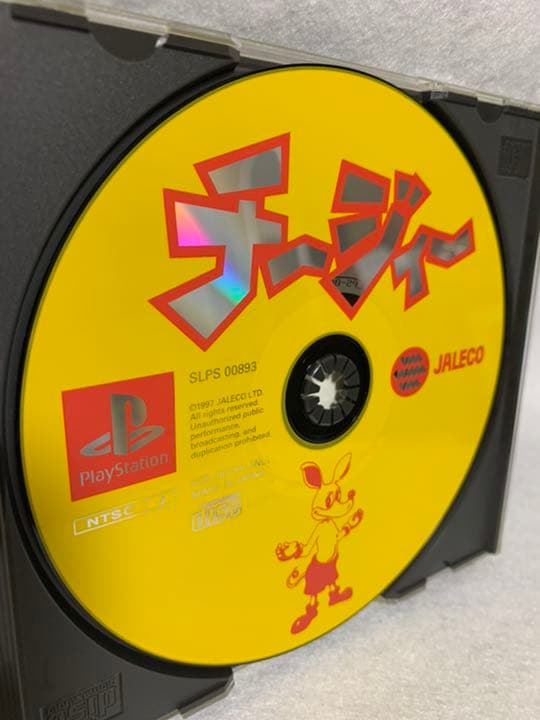 チージィー
SLPS 00893
©1997 JALECO LTD.
All rights reserved.
Unauthorized public
performance,
broadcasting, and
duplication prohibited.
JALECO
PlayStation